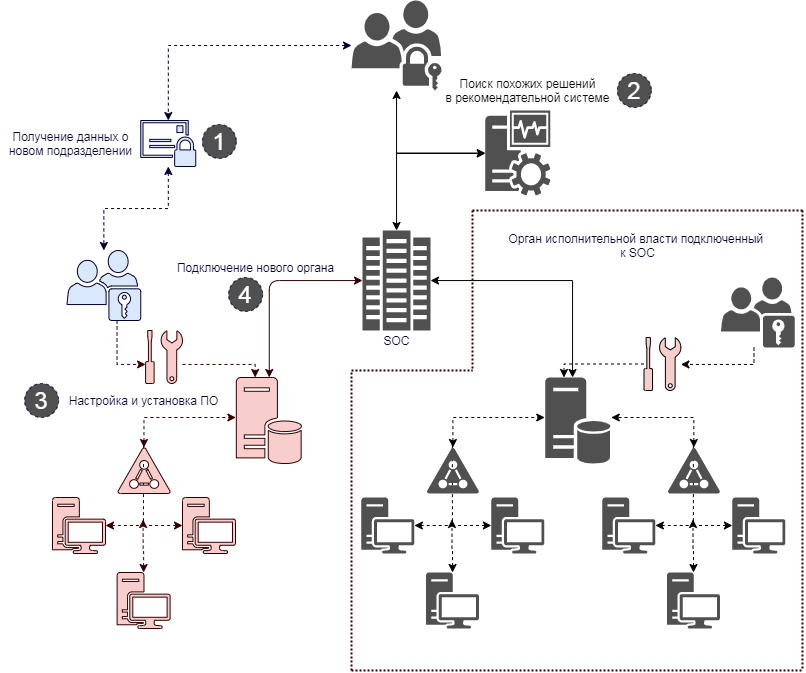 Поиск похожих решений
в рекомендательной системе
2
Получение данных о
новом подразделении
1
Орган исполнительной власти подключенный
к SOC
Подключение нового органа
4
SOC
3
Настройка и установка ПО